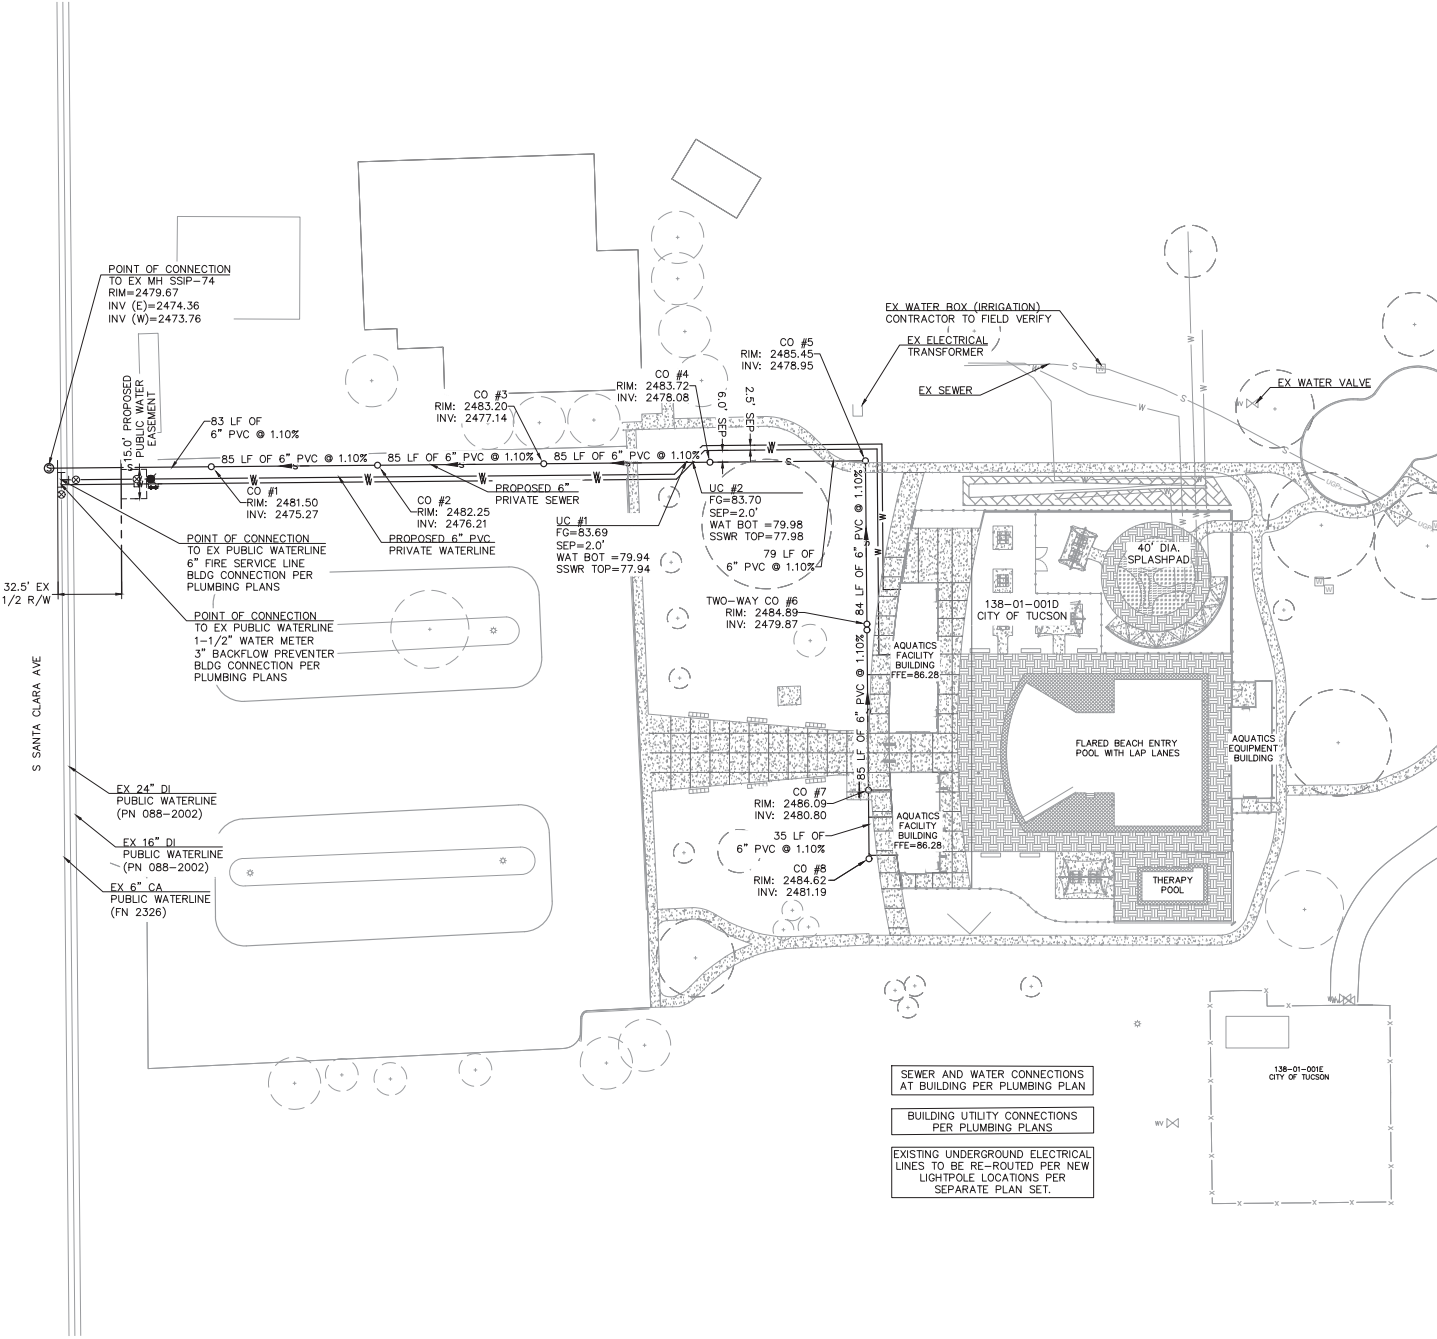 POINT OF CONNECTION
TO EX MH SSIP-74
RIM=2479.67
INV (E)=2474.36
INV (W)=2473.76
15.0' PROPOSED
PUBLIC WATER
EASEMENT
83 LF OF
6" PVC @ 1.10%
85 LF OF 6" PVC @ 1.10%
85 LF OF 6" PVC @ 1.10%
85 LF OF 6" PVC @ 1.10%
CO #1
RIM: 2481.50
INV: 2475.27
CO #2
RIM: 2482.25
INV: 2476.21
CO #3
RIM: 2483.20
INV: 2477.14
CO #4
RIM: 2483.72
INV: 2478.08
6.0' SEP
2.5' SEP
CO #5
RIM: 2485.45
INV: 2478.95
EX WATER BOX (IRRIGATION)
CONTRACTOR TO FIELD VERIFY
EX ELECTRICAL
TRANSFORMER
EX SEWER
EX WATER VALVE
WV
UGPs
UGPs
PROPOSED 6"
PRIVATE SEWER
PROPOSED 6" PVC
PRIVATE WATERLINE
UC #1
FG=83.69
SEP=2.0'
WAT BOT =79.94
SSWR TOP=77.94
UC #2
FG=83.70
SEP=2.0'
WAT BOT =79.98
SSWR TOP=77.98
79 LF OF
6" PVC @ 1.10%
84 LF OF 6" PVC @ 1.10%
TWO-WAY CO #6
RIM: 2484.89
INV: 2479.87
85 LF OF 6" PVC @ 1.10%
POINT OF CONNECTION
TO EX PUBLIC WATERLINE
6" FIRE SERVICE LINE
BLDG CONNECTION PER
PLUMBING PLANS
32.5' EX
1/2 R/W
POINT OF CONNECTION
TO EX PUBLIC WATERLINE
1-1/2" WATER METER
3" BACKFLOW PREVENTER
BLDG CONNECTION PER
PLUMBING PLANS
S SANTA CLARA AVE
40' DIA.
SPLASHPAD
138-01-001D
CITY OF TUCSON
AQUATICS
FACILITY
BUILDING
FFE=86.28
FLARED BEACH ENTRY
POOL WITH LAP LANES
AQUATICS
EQUIPMENT
BUILDING
EX 24" DI
PUBLIC WATERLINE
(PN 088-2002)
EX 16" DI
PUBLIC WATERLINE
(PN 088-2002)
EX 6" CA
PUBLIC WATERLINE
(FN 2326)
CO #7
RIM: 2486.09
INV: 2480.80
35 LF OF
6" PVC @ 1.10%
CO #8
RIM: 2484.62
INV: 2481.19
AQUATICS
FACILITY
BUILDING
FFE=86.28
THERAPY
POOL
SEWER AND WATER CONNECTIONS
AT BUILDING PER PLUMBING PLAN
BUILDING UTILITY CONNECTIONS
PER PLUMBING PLANS
EXISTING UNDERGROUND ELECTRICAL
LINES TO BE RE-ROUTED PER NEW
LIGHTPOLE LOCATIONS PER
SEPARATE PLAN SET.
138-01-001E
CITY OF TUCSON
WV